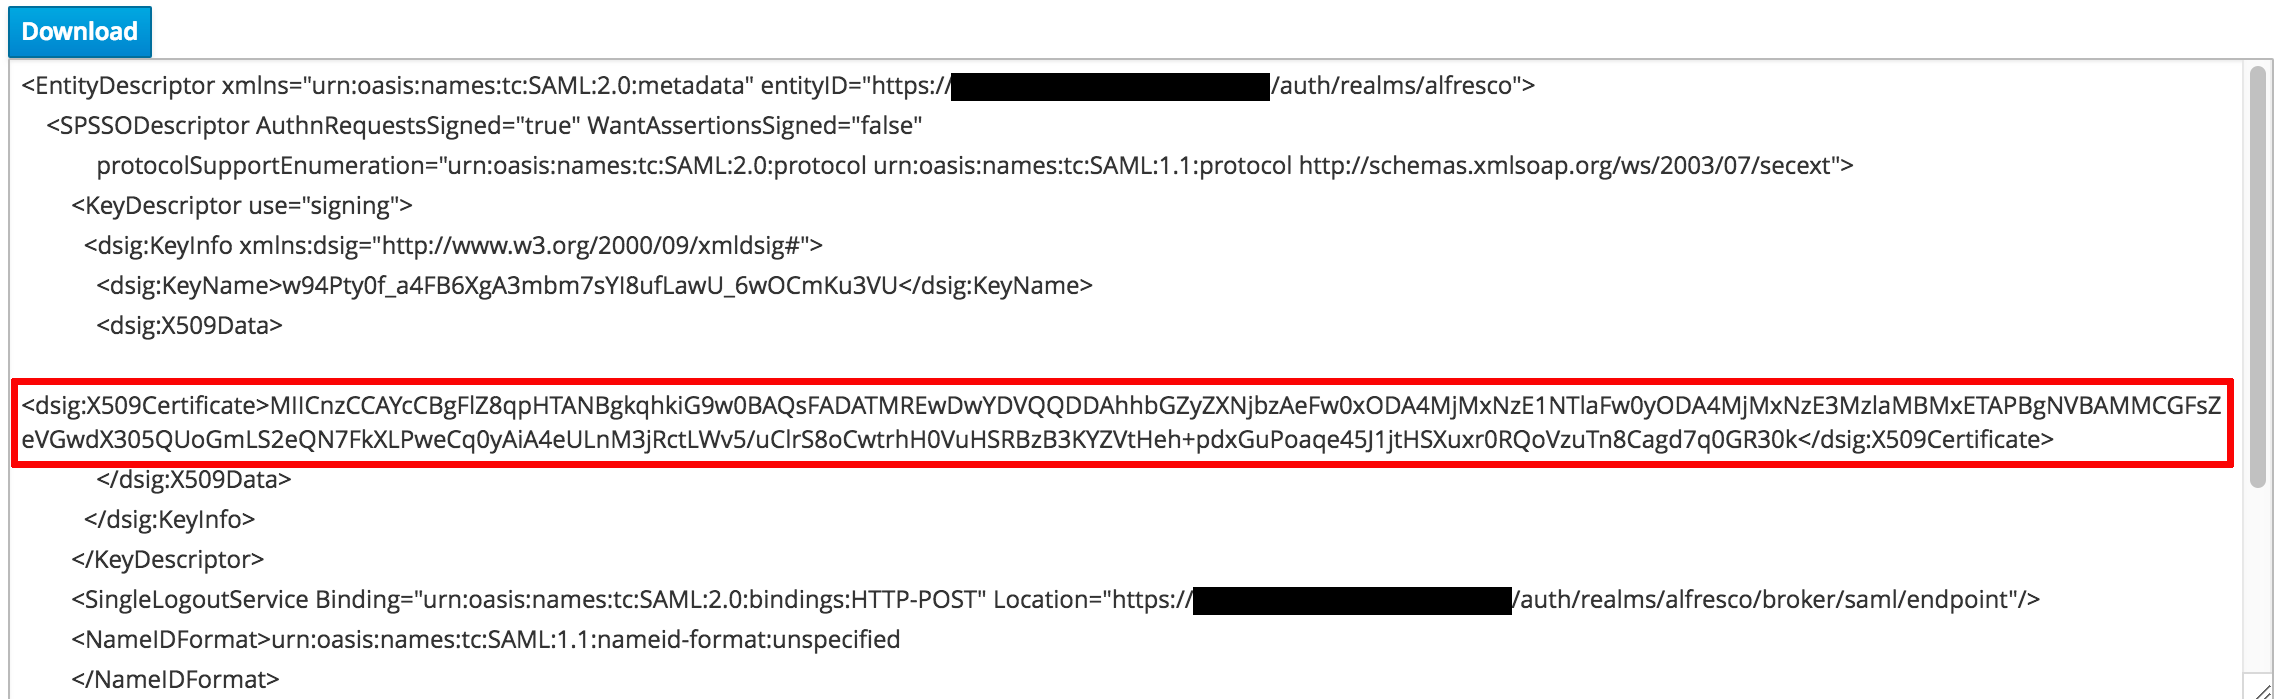 Download
<EntityDescriptor xmlns="urn:oasis:names:tc:SAML:2.0:metadata" entityID="https:///auth/realms/alfresco">
<SPSSODescriptor AuthnRequestsSigned="true" WantAssertionsSigned="false"
protocolSupportEnumeration="urn:oasis:names:tc:SAML:2.0:protocol urn:oasis:names:tc:SAML:1.1:protocol http://schemas.xmlsoap.org/ws/2003/07/secext">
<KeyDescriptor use="signing">
<dsig:KeyInfo xmlns:dsig="http://www.w3.org/2000/09/xmldsig#">
<dsig:KeyName>w94Pty0f_a4FB6XgA3mbm7sYI8ufLawU_6wOCmKu3VU</dsig:KeyName>
<dsig:X509Data>
<dsig:X509Certificate>MIICnzCCAYcCBgFlZ8qpHTANBgkqhkiG9w0BAQsFADATMREwDwYDVQQDDAhhbGZyZXNjbzAeFw0xODA4MjMxNzE1NTlaFw0yODA4MjMxNzE3MzlaMBMxETAPBgNVBAMMCGFsZ
eVGwdX305QUoGmLS2eQN7FkXLPweCq0yAiA4eULnM3jRctLWv5/uClrS8oCwtrhH0VuHSRBzB3KYZVtHeh+pdxGuPoaqe45J1jtHSXuxr0RQoVzuTn8Cagd7q0GR30k</dsig:X509Certificate>
</dsig:X509Data>
</dsig:KeyInfo>
</KeyDescriptor>
<SingleLogoutService Binding="urn:oasis:names:tc:SAML:2.0:bindings:HTTP-POST" Location="https:///auth/realms/alfresco/broker/saml/endpoint"/>
<NameIDFormat>urn:oasis:names:tc:SAML:1.1:nameid-format:unspecified
</NameIDFormat>